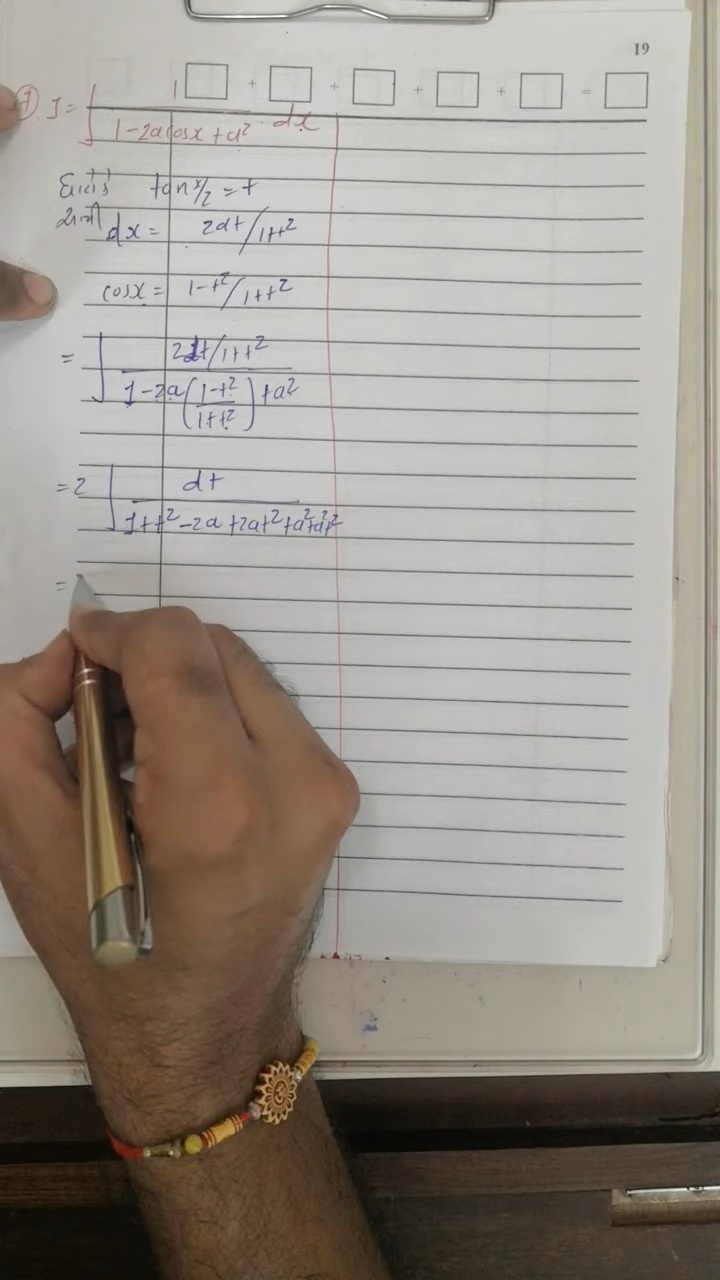 19
+ + + + =
(7) I = ∫ 1 / 1-2acosx+a² dx
tan x/2 = t
dx = 2dt/1+t²
cosx = 1-t²/1+t²
= ∫ 2dt/1+t² / 1-2a(1-t²/1+t²)+a²
= 2 ∫ dt / 1+t²-2a+2at²+a²+a²t²
=